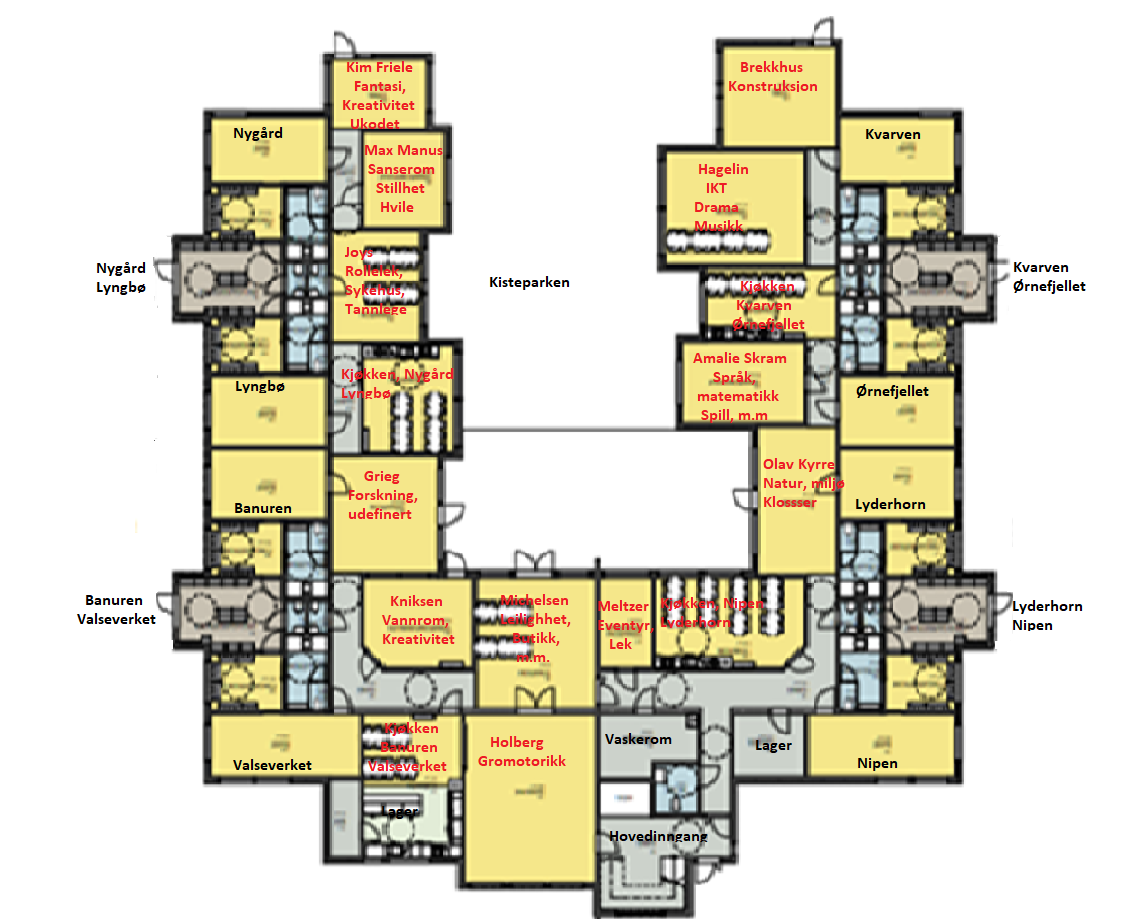 Kim Friele
Fantasi,
Kreativitet
Ukodet
Brekkhus
Konstruksjon
Nygård
Kvarven
Max Manus
Sanserom
Stillhet
Hvile
Hagelin
IKT
Drama
Musikk
Joys
Rollelek,
Sykehus,
Tannlege
Nygård
Lyngbø
Kisteparken
Kvarven
Ørnefjellet
Kjøkken
Kvarven
Ørnefjellet
Kjøkken, Nygård
Lyngbø
Amalie Skram
Språk,
matematikk
Spill, m.m
Lyngbø
Ørnefjellet
Grieg
Forskning,
udefinert
Olav Kyrre
Natur, miljø
Klossser
Banuren
Lyderhorn
Banuren
Valseverket
Kniksen
Vannrom,
Kreativitet
Michelsen
Leilighhet,
Butikk,
m.m.
Meltzer
Eventyr,
Lek
Kjøkken, Nipen
Lyderhorn
Lyderhorn
Nipen
Valseverket
Kjøkken
Banuren
Valseverket
Holberg
Gromotorikk
Vaskerom
Lager
Nipen
Lager
Hovedinngang